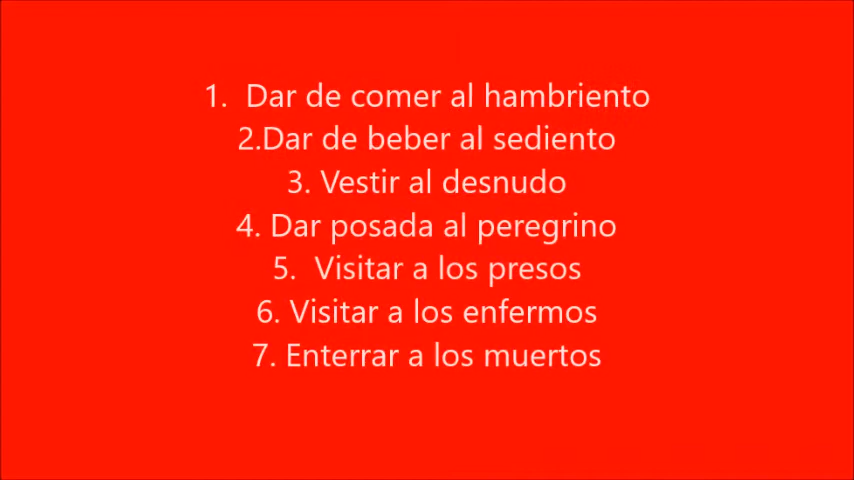 1.  Dar de comer al hambriento
2.Dar de beber al sediento
3. Vestir al desnudo
4. Dar posada al peregrino
5.  Visitar a los presos
6. Visitar a los enfermos
7. Enterrar a los muertos